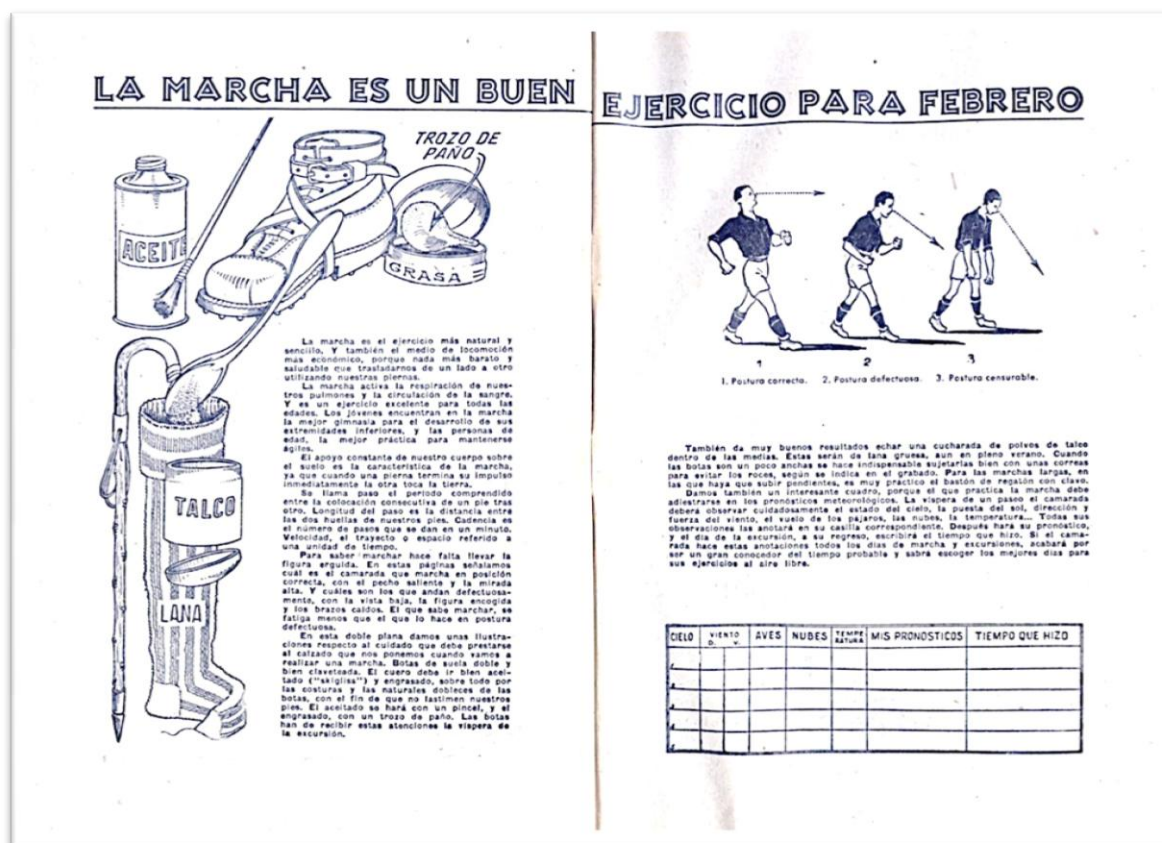 LA MARCHA ES UN BUEN EJERCICIO PARA FEBRERO
TROZO DE
PAÑO
ACEITE
GRASA
TALCO
LANA
La marcha es el ejercicio más natural y
sencillo. Y también el medio de locomoción
más económico, porque nada más barato y
saludable que trasladarnos de un lado a otro
utilizando nuestras piernas.
La marcha activa la respiración de nues-
tros pulmones y la circulación de la sangre.
Y es un ejercicio excelente para todas las
edades. Los jóvenes encuentran en la marcha
la mejor gimnasia para el desarrollo de sus
extremidades inferiores, y las personas de
edad, la mejor práctica para mantenerse
ágiles.
El apoyo constante de nuestro cuerpo sobre
el suelo es la característica de la marcha,
ya que cuando una pierna termina su impulso
inmediatamente la otra toca la tierra.
Se llama paso el período comprendido
entre la colocación consecutiva de un pie tras
otro. Longitud del paso es la distancia entre
las dos huellas de nuestros pies. Cadencia es
el número de pasos que se dan en un minuto.
Velocidad, el trayecto o espacio referido a
una unidad de tiempo.
Para saber marchar hace falta llevar la
figura erguida. En estas páginas señalamos
cuál es el camarada que marcha en posición
correcta, con el pecho saliente y la mirada
alta. Y cuáles son los que andan defectuosa-
mente, con la vista baja, la figura encogida
y los brazos caídos. El que sabe marchar, se
fatiga menos que el que lo hace en postura
defectuosa.
En esta doble plana damos unas ilustra-
ciones respecto al cuidado que debe prestarse
al calzado que nos ponemos cuando vamos a
realizar una marcha. Botas de suela doble y
bien claveteada. El cuero debe ir bien acei-
tado ("skigliss") y engrasado, sobre todo por
las costuras y las naturales dobleces de las
botas, con el fin de que no lastimen nuestros
pies. El aceitado se hará con un pincel, y el
engrasado, con un trozo de paño. Las botas
han de recibir estas atenciones la víspera de
la excursión.
1 2 3
1. Postura correcta. 2. Postura defectuosa. 3. Postura censurable.
También da muy buenos resultados echar una cucharada de polvos de talco
dentro de las medias. Estas serán de lana gruesa, aun en pleno verano. Cuando
las botas son un poco anchas se hace indispensable sujetarlas bien con unas correas
para evitar los roces, según se indica en el grabado. Para las marchas largas, en
las que haya que subir pendientes, es muy práctico el bastón de regatón con clavo.
Damos también un interesante cuadro, porque el que practica la marcha debe
adiestrarse en los pronósticos meteorológicos. La víspera de un paseo el camarada
deberá observar cuidadosamente el estado del cielo, la puesta del sol, dirección y
fuerza del viento, el vuelo de los pájaros, las nubes, la temperatura... Todas sus
observaciones las anotará en su casilla correspondiente. Después hará su pronóstico,
y el día de la excursión, a su regreso, escribirá el tiempo que hizo. Si el cama-
rada hace estas anotaciones todos los días de marcha y excursiones, acabará por
ser un gran conocedor del tiempo probable y sabrá escoger los mejores días para
sus ejercicios al aire libre.
CIELO VIENTO D. V. AVES NUBES TEMPERATURA MIS PRONOSTICOS TIEMPO QUE HIZO